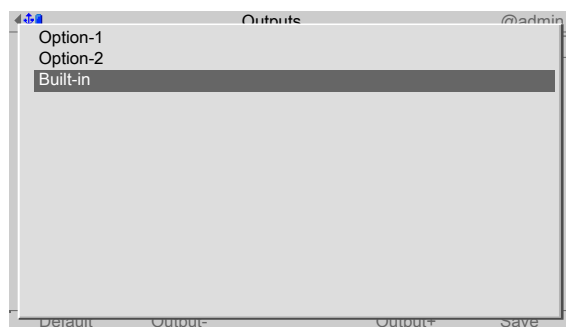 Outputs @admin
Option-1
Option-2
Built-in
Default Output- Output+ Save